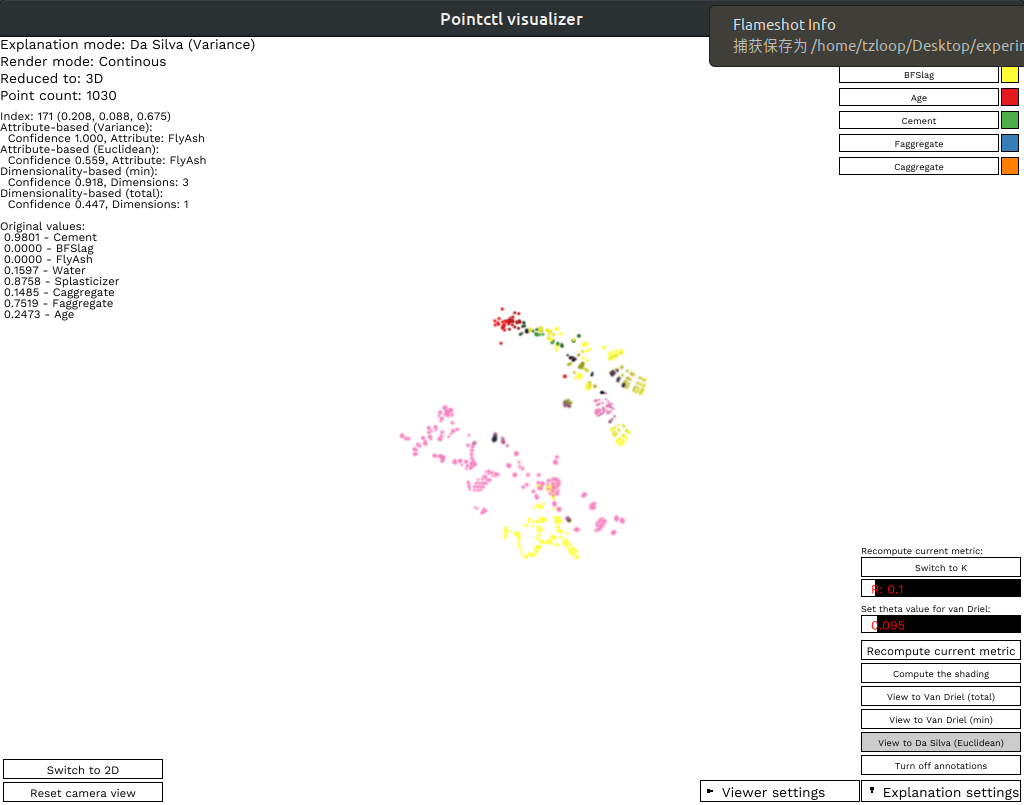 Pointctl visualizer
Flameshot Info
捕获保存为 /home/tzloop/Desktop/experim
Explanation mode: Da Silva (Variance)
Render mode: Continous
Reduced to: 3D
Point count: 1030
Index: 171 (0.208, 0.088, 0.675)
Attribute-based (Variance):
Confidence 1.000, Attribute: FlyAsh
Attribute-based (Euclidean):
Confidence 0.559, Attribute: FlyAsh
Dimensionality-based (min):
Confidence 0.918, Dimensions: 3
Dimensionality-based (total):
Confidence 0.447, Dimensions: 1
Original values:
0.9801 - Cement
0.0000 - BFSlag
0.0000 - FlyAsh
0.1597 - Water
0.8758 - Splasticizer
0.1485 - Caggregate
0.7519 - Faggregate
0.2473 - Age
BFSlag
Age
Cement
Faggregate
Caggregate
Recompute current metric:
Switch to K
R: 0.1
Set theta value for van Driel:
0.095
Recompute current metric
Compute the shading
View to Van Driel (total)
View to Van Driel (min)
View to Da Silva (Euclidean)
Turn off annotations
Switch to 2D
Reset camera view
Viewer settings
Explanation settings